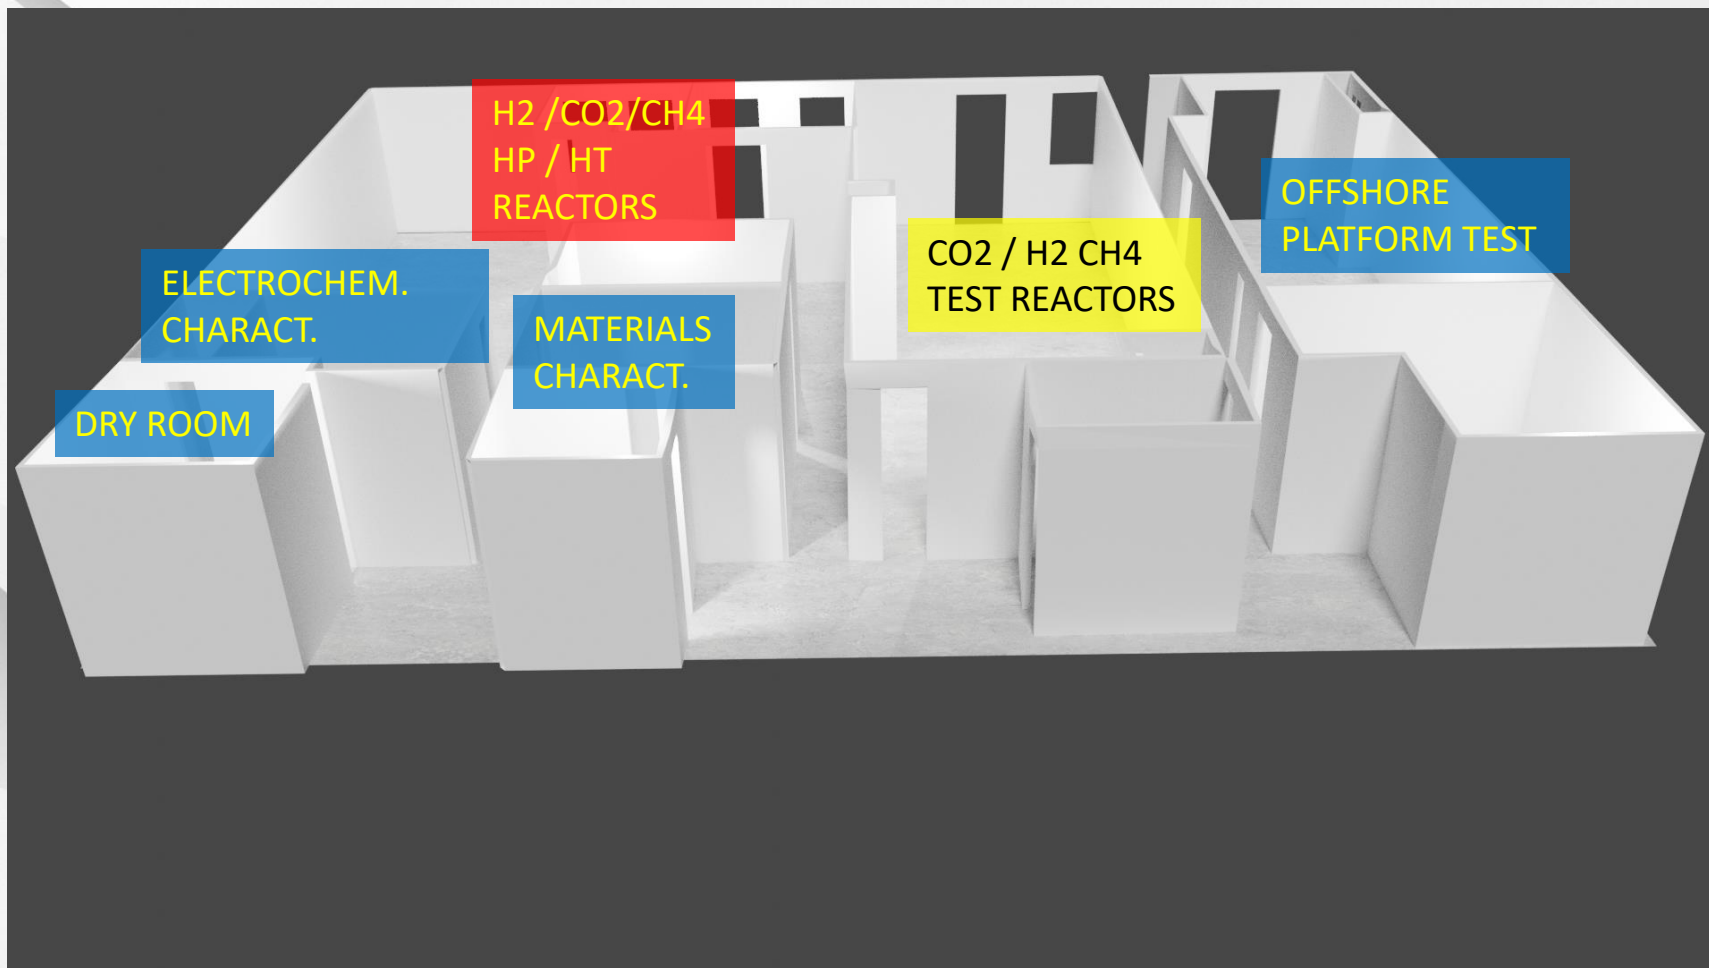 H2 /CO2/CH4
HP / HT
REACTORS
OFFSHORE
PLATFORM TEST
CO2 / H2 CH4
TEST REACTORS
ELECTROCHEM.
CHARACT.
MATERIALS
CHARACT.
DRY ROOM